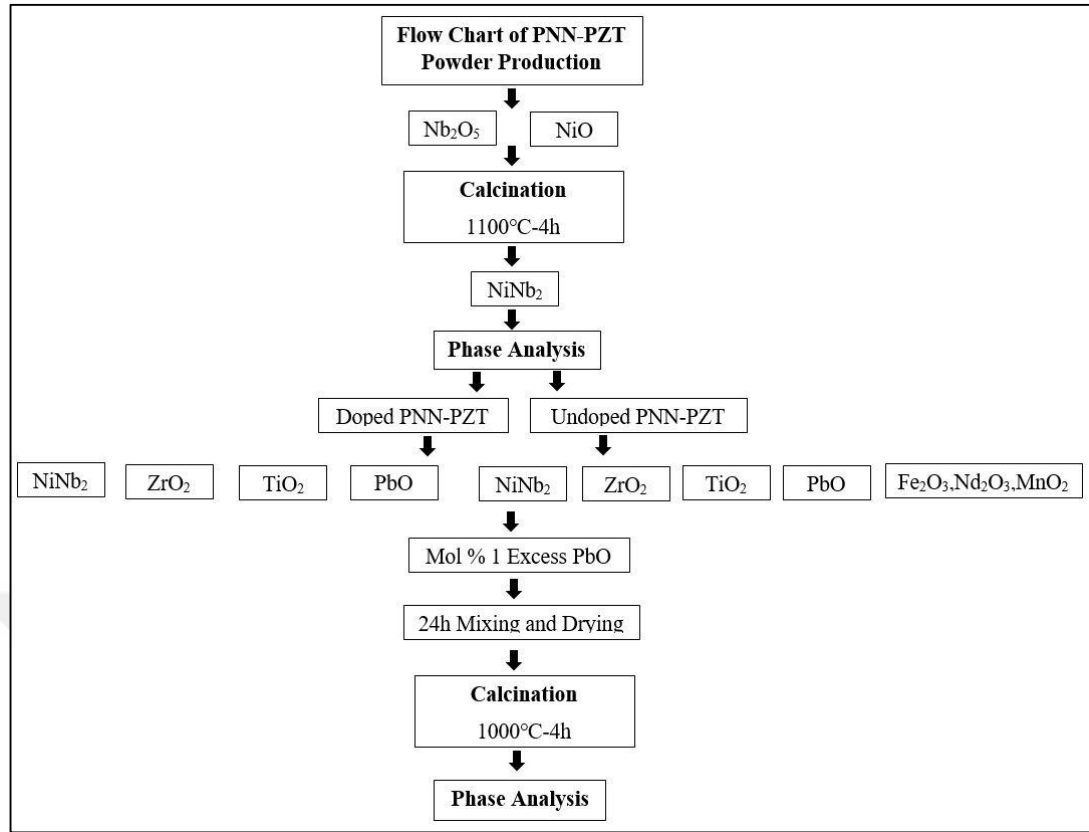 Flow Chart of PNN-PZT
Powder Production
Nb₂O₅
NiO
Calcination
1100°C-4h
NiNb₂
Phase Analysis
Doped PNN-PZT
Undoped PNN-PZT
NiNb₂
ZrO₂
TiO₂
PbO
NiNb₂
ZrO₂
TiO₂
PbO
Fe₂O₃,Nd₂O₃,MnO₂
Mol % 1 Excess PbO
24h Mixing and Drying
Calcination
1000°C-4h
Phase Analysis